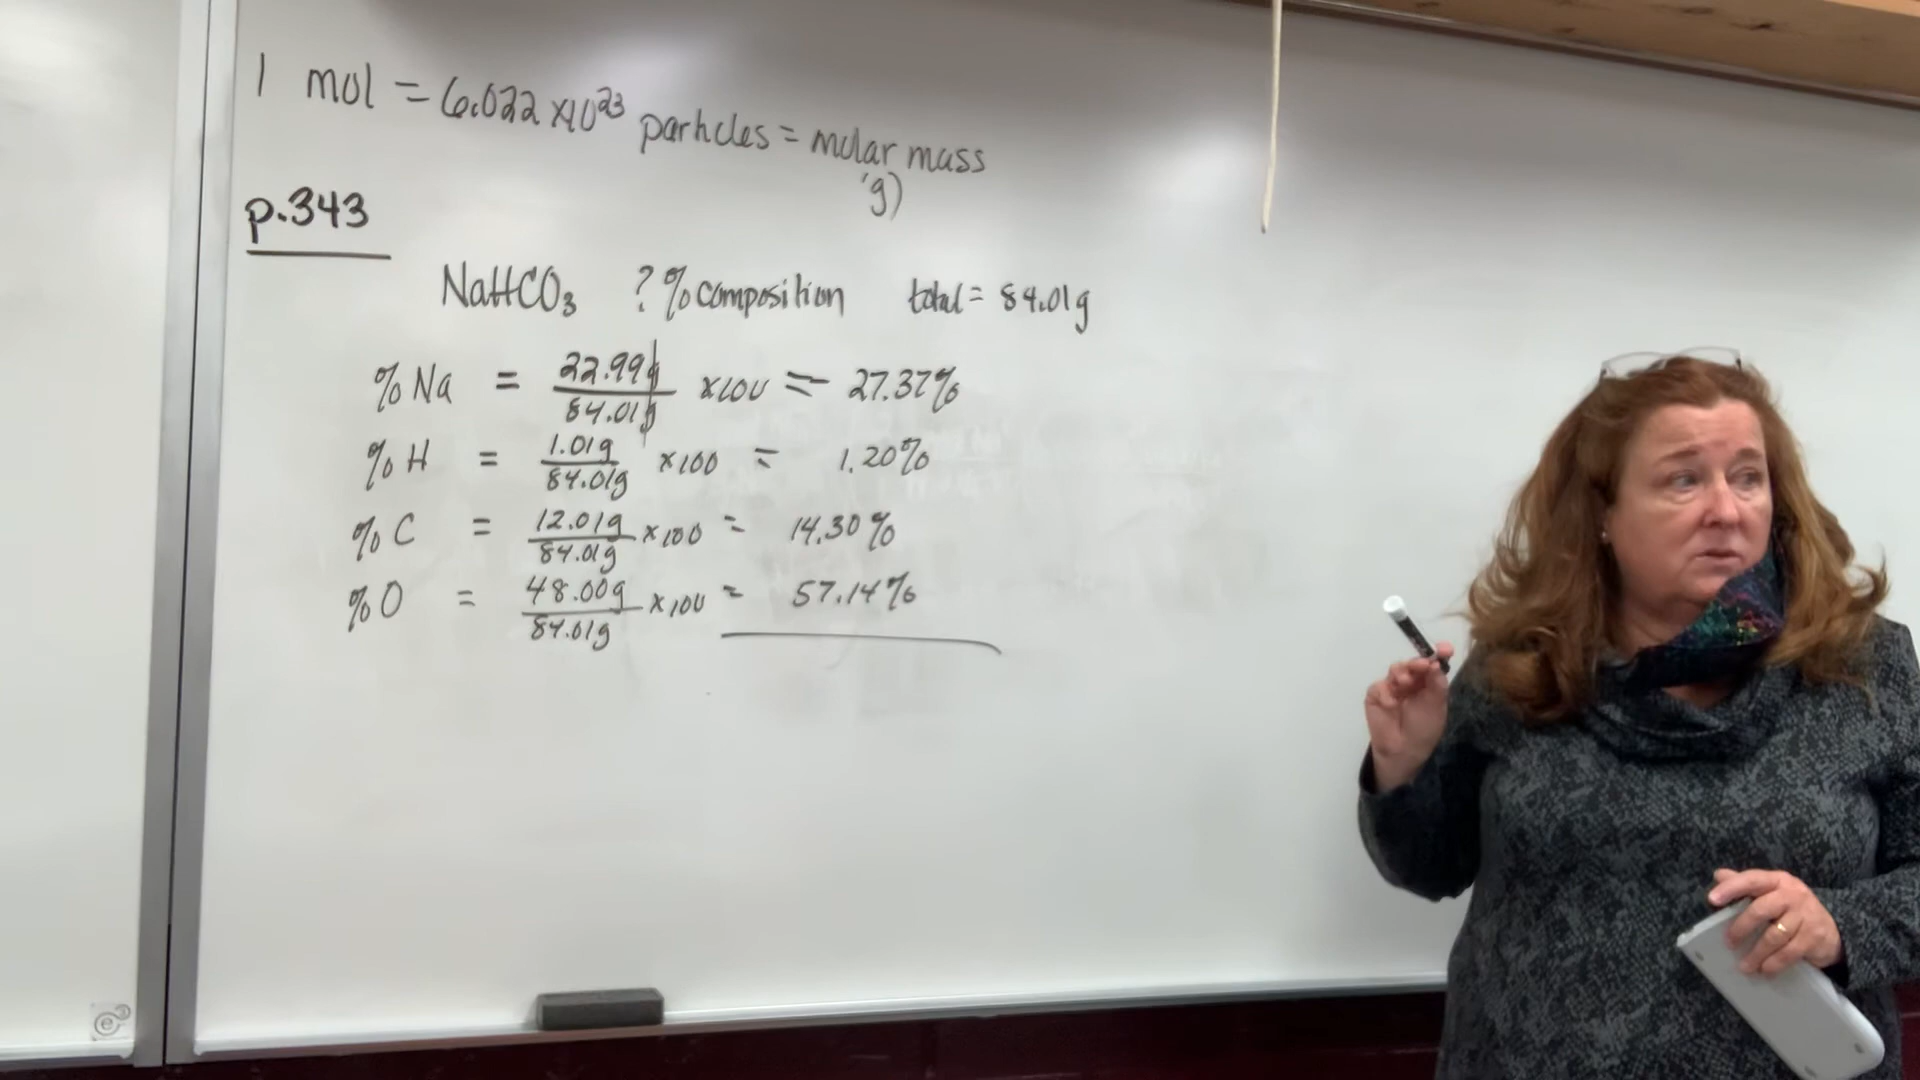 1 mol = 6.022 x10²³ particles = molar mass
g)
p.343
NaHCO₃ ? % composition total = 84.01g
%Na = 22.99g / 84.01g x100 = 27.37%
%H = 1.01g / 84.01g x100 = 1.20%
%C = 12.01g / 84.01g x100 = 14.30%
%O = 48.00g / 84.01g x100 = 57.14%
e³